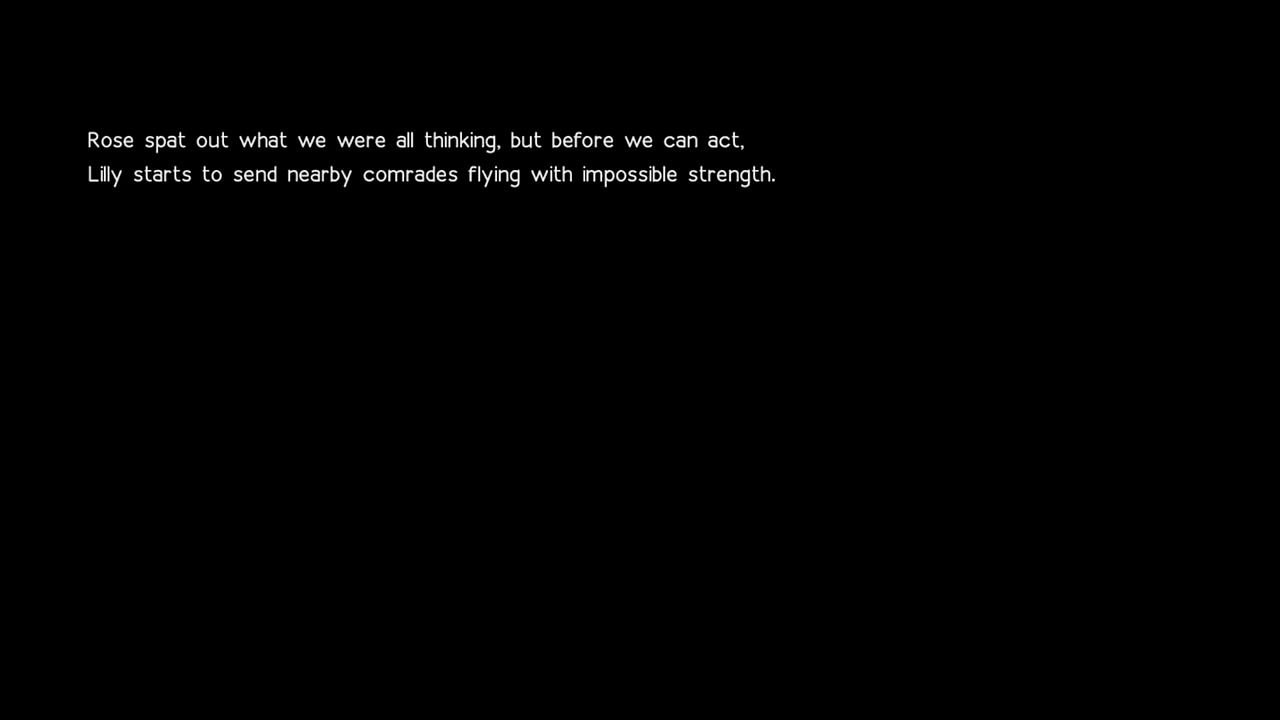 Rose spat out what we were all thinking, but before we can act,
Lilly starts to send nearby comrades flying with impossible strength.